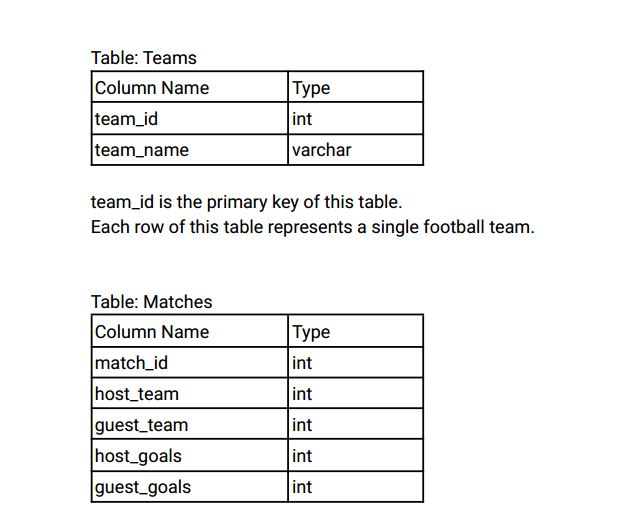 Table: Teams
Column Name Type
team_id int
team_name varchar
team_id is the primary key of this table.
Each row of this table represents a single football team.
Table: Matches
Column Name Type
match_id int
host_team int
guest_team int
host_goals int
guest_goals int